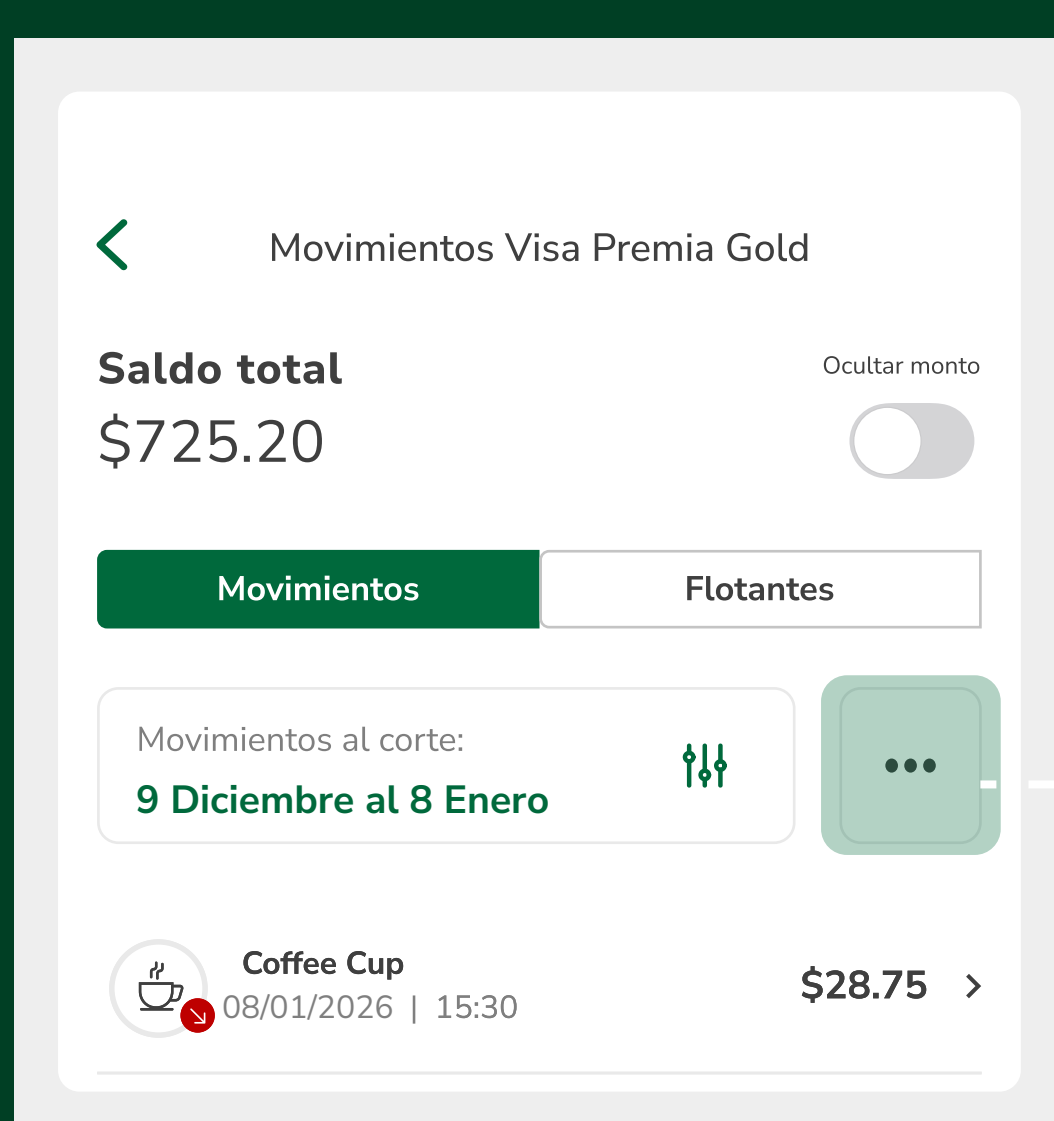 Movimientos Visa Premia Gold
Saldo total
Ocultar monto
$725.20
Movimientos
Flotantes
Movimientos al corte:
9 Diciembre al 8 Enero
Coffee Cup
$28.75
08/01/2026 | 15:30